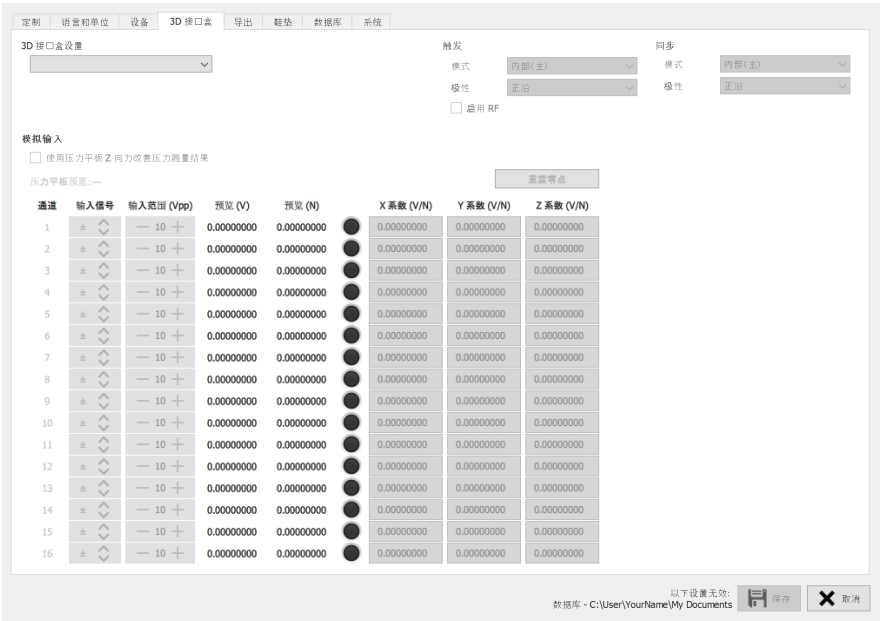 定制 语言和单位 设备 3D 接口盒 导出 鞋垫 数据库 系统
3D 接口盒设置 触发 同步
模式 内部(主) 模式 内部(主)
极性 正沿 极性 正沿
启用 RF
模拟输入
使用压力平板 Z 向力改善压力测量结果
压力平板预览:— 重置零点
通道 输入信号 输入范围 (Vpp) 预览 (V) 预览 (N) X 系数 (V/N) Y 系数 (V/N) Z 系数 (V/N)
1 ± — 10 + 0.00000000 0.00000000 0.00000000 0.00000000 0.00000000
2 ± — 10 + 0.00000000 0.00000000 0.00000000 0.00000000 0.00000000
3 ± — 10 + 0.00000000 0.00000000 0.00000000 0.00000000 0.00000000
4 ± — 10 + 0.00000000 0.00000000 0.00000000 0.00000000 0.00000000
5 ± — 10 + 0.00000000 0.00000000 0.00000000 0.00000000 0.00000000
6 ± — 10 + 0.00000000 0.00000000 0.00000000 0.00000000 0.00000000
7 ± — 10 + 0.00000000 0.00000000 0.00000000 0.00000000 0.00000000
8 ± — 10 + 0.00000000 0.00000000 0.00000000 0.00000000 0.00000000
9 ± — 10 + 0.00000000 0.00000000 0.00000000 0.00000000 0.00000000
10 ± — 10 + 0.00000000 0.00000000 0.00000000 0.00000000 0.00000000
11 ± — 10 + 0.00000000 0.00000000 0.00000000 0.00000000 0.00000000
12 ± — 10 + 0.00000000 0.00000000 0.00000000 0.00000000 0.00000000
13 ± — 10 + 0.00000000 0.00000000 0.00000000 0.00000000 0.00000000
14 ± — 10 + 0.00000000 0.00000000 0.00000000 0.00000000 0.00000000
15 ± — 10 + 0.00000000 0.00000000 0.00000000 0.00000000 0.00000000
16 ± — 10 + 0.00000000 0.00000000 0.00000000 0.00000000 0.00000000
以下设置无效:
数据库 - C:\User\YourName\My Documents 保存 取消